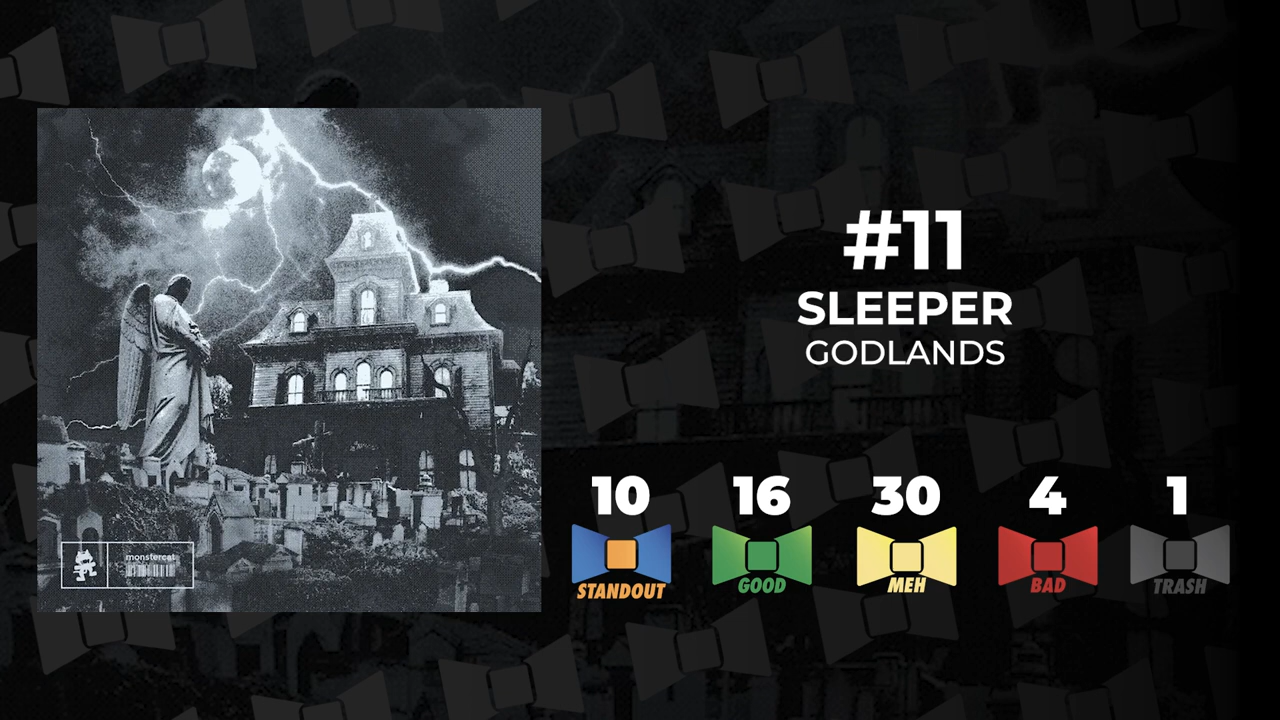 #11
SLEEPER
GODLANDS
10 16 30 4 1
STANDOUT GOOD MEH BAD TRASH
monstercat